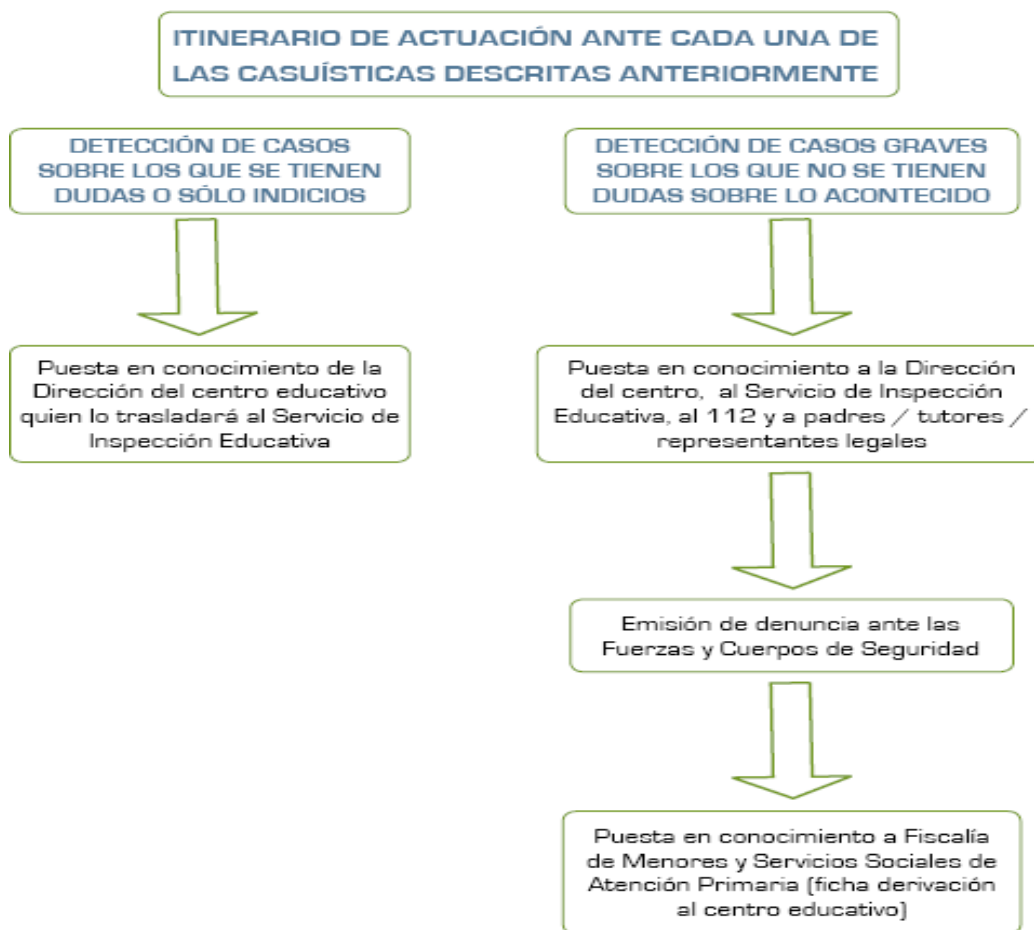 ITINERARIO DE ACTUACIÓN ANTE CADA UNA DE
LAS CASUÍSTICAS DESCRITAS ANTERIORMENTE
DETECCIÓN DE CASOS
SOBRE LOS QUE SE TIENEN
DUDAS O SÓLO INDICIOS
Puesta en conocimiento de la
Dirección del centro educativo
quien lo trasladará al Servicio de
Inspección Educativa
DETECCIÓN DE CASOS GRAVES
SOBRE LOS QUE NO SE TIENEN
DUDAS SOBRE LO ACONTECIDO
Puesta en conocimiento a la Dirección
del centro, al Servicio de Inspección
Educativa, al 112 y a padres / tutores /
representantes legales
Emisión de denuncia ante las
Fuerzas y Cuerpos de Seguridad
Puesta en conocimiento a Fiscalía
de Menores y Servicios Sociales de
Atención Primaria (ficha derivación
al centro educativo)